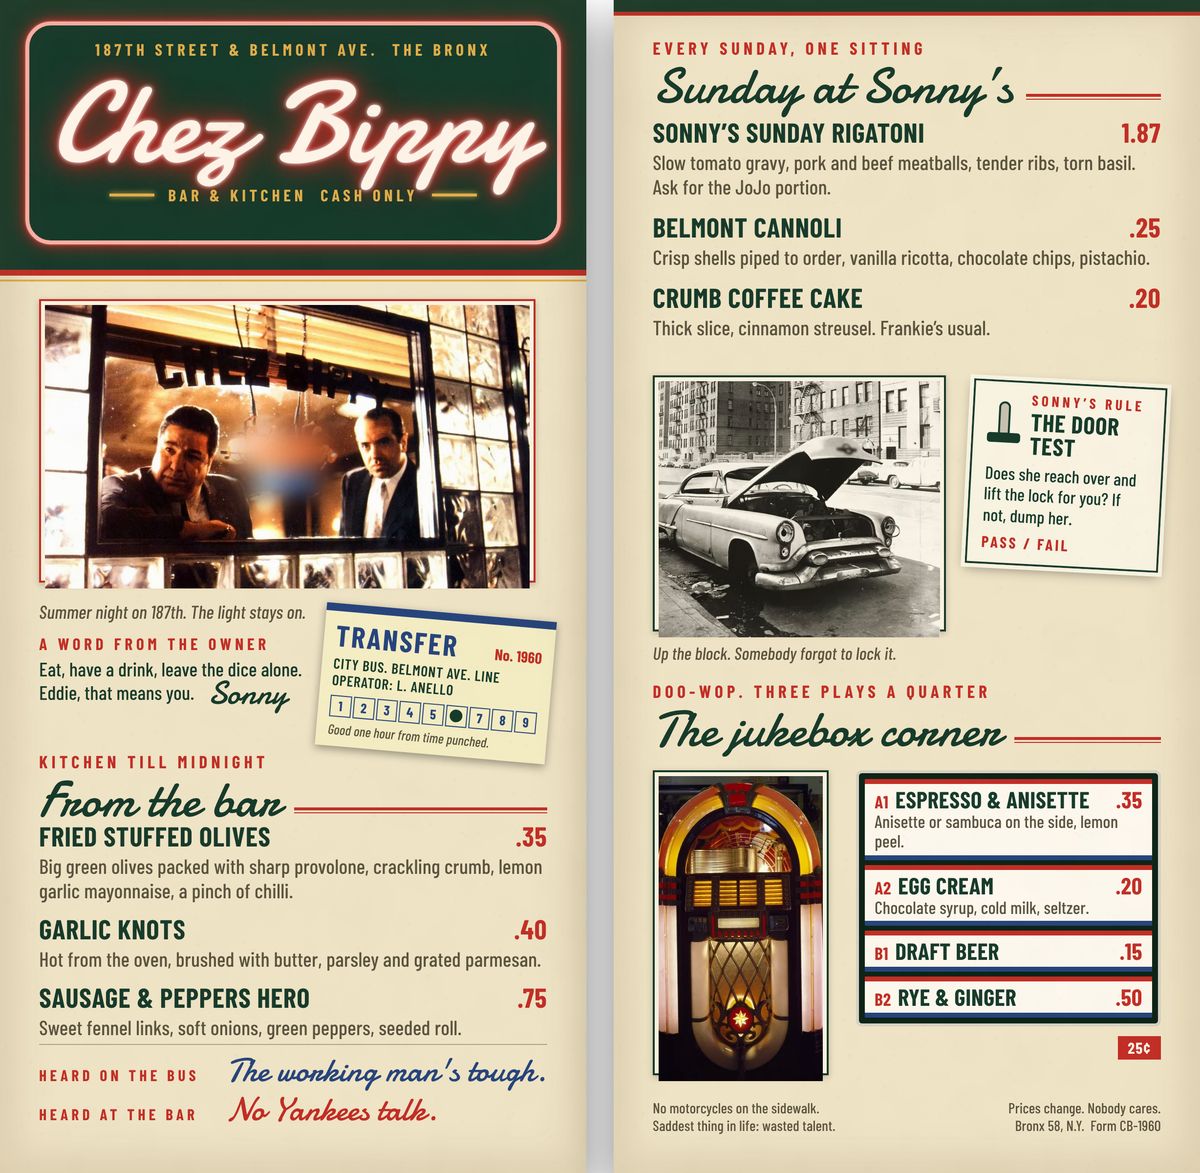 187TH STREET & BELMONT AVE. THE BRONX
Chez Bippy
BAR & KITCHEN CASH ONLY
CHEZ BIPPY
Summer night on 187th. The light stays on.
A WORD FROM THE OWNER
Eat, have a drink, leave the dice alone.
Eddie, that means you. Sonny
TRANSFER
No. 1960
CITY BUS. BELMONT AVE. LINE
OPERATOR: L. ANELLO
1 2 3 4 5 7 8 9
Good one hour from time punched.
KITCHEN TILL MIDNIGHT
From the bar
FRIED STUFFED OLIVES .35
Big green olives packed with sharp provolone, crackling crumb, lemon
garlic mayonnaise, a pinch of chilli.
GARLIC KNOTS .40
Hot from the oven, brushed with butter, parsley and grated parmesan.
SAUSAGE & PEPPERS HERO .75
Sweet fennel links, soft onions, green peppers, seeded roll.
HEARD ON THE BUS The working man's tough.
HEARD AT THE BAR No Yankees talk.
EVERY SUNDAY, ONE SITTING
Sunday at Sonny's
SONNY'S SUNDAY RIGATONI 1.87
Slow tomato gravy, pork and beef meatballs, tender ribs, torn basil.
Ask for the JoJo portion.
BELMONT CANNOLI .25
Crisp shells piped to order, vanilla ricotta, chocolate chips, pistachio.
CRUMB COFFEE CAKE .20
Thick slice, cinnamon streusel. Frankie's usual.
SONNY'S RULE
THE DOOR
TEST
Does she reach over and
lift the lock for you? If
not, dump her.
PASS / FAIL
Up the block. Somebody forgot to lock it.
DOO-WOP. THREE PLAYS A QUARTER
The jukebox corner
A1 ESPRESSO & ANISETTE .35
Anisette or sambuca on the side, lemon
peel.
A2 EGG CREAM .20
Chocolate syrup, cold milk, seltzer.
B1 DRAFT BEER .15
B2 RYE & GINGER .50
25¢
No motorcycles on the sidewalk.
Saddest thing in life: wasted talent.
Prices change. Nobody cares.
Bronx 58, N.Y. Form CB-1960